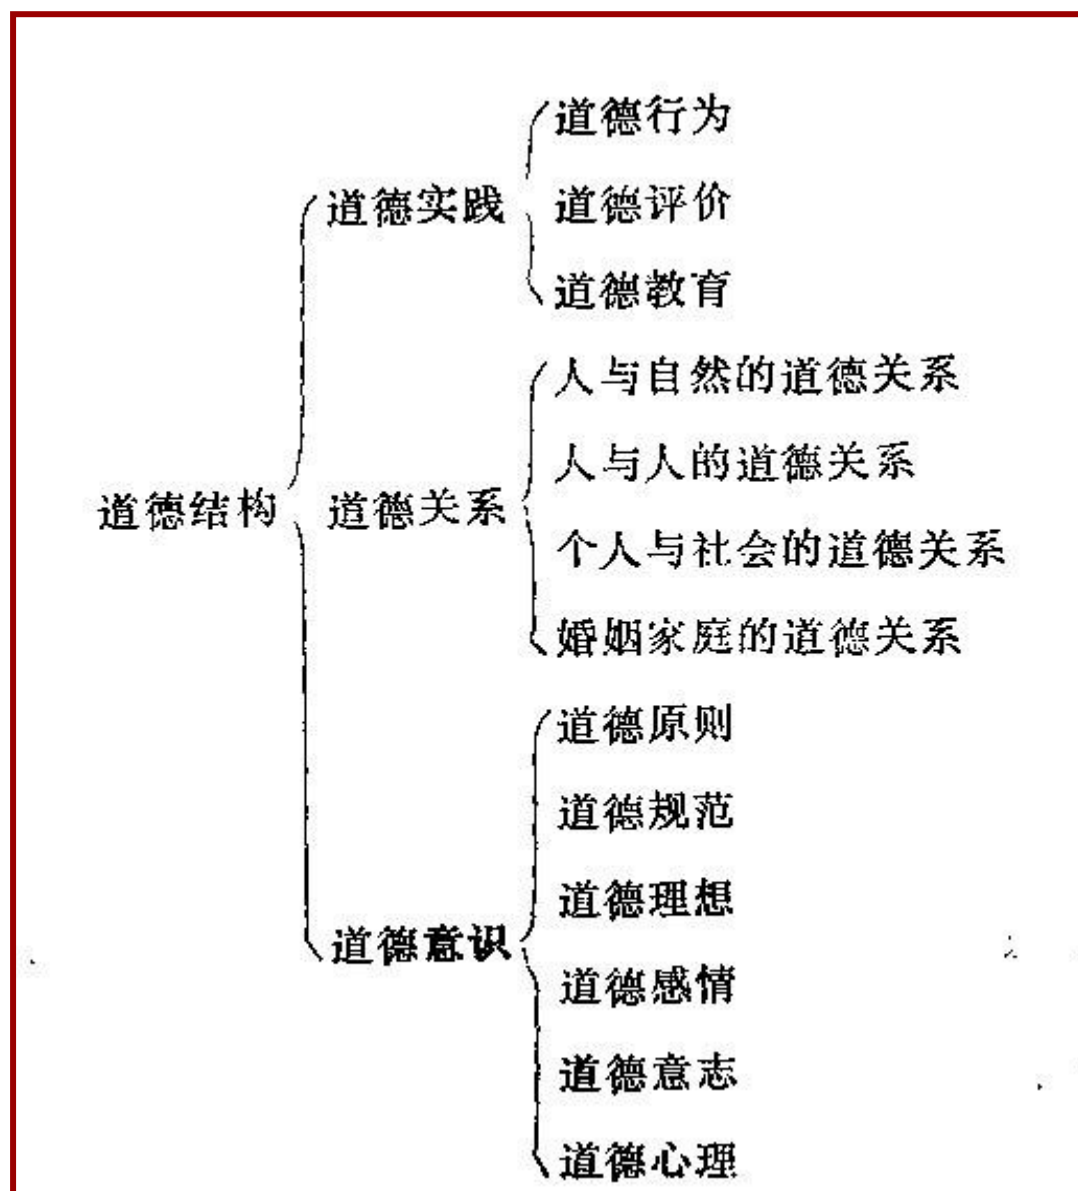 道德结构
道德实践
道德行为
道德评价
道德教育
道德关系
人与自然的道德关系
人与人的道德关系
个人与社会的道德关系
婚姻家庭的道德关系
道德意识
道德原则
道德规范
道德理想
道德感情
道德意志
道德心理